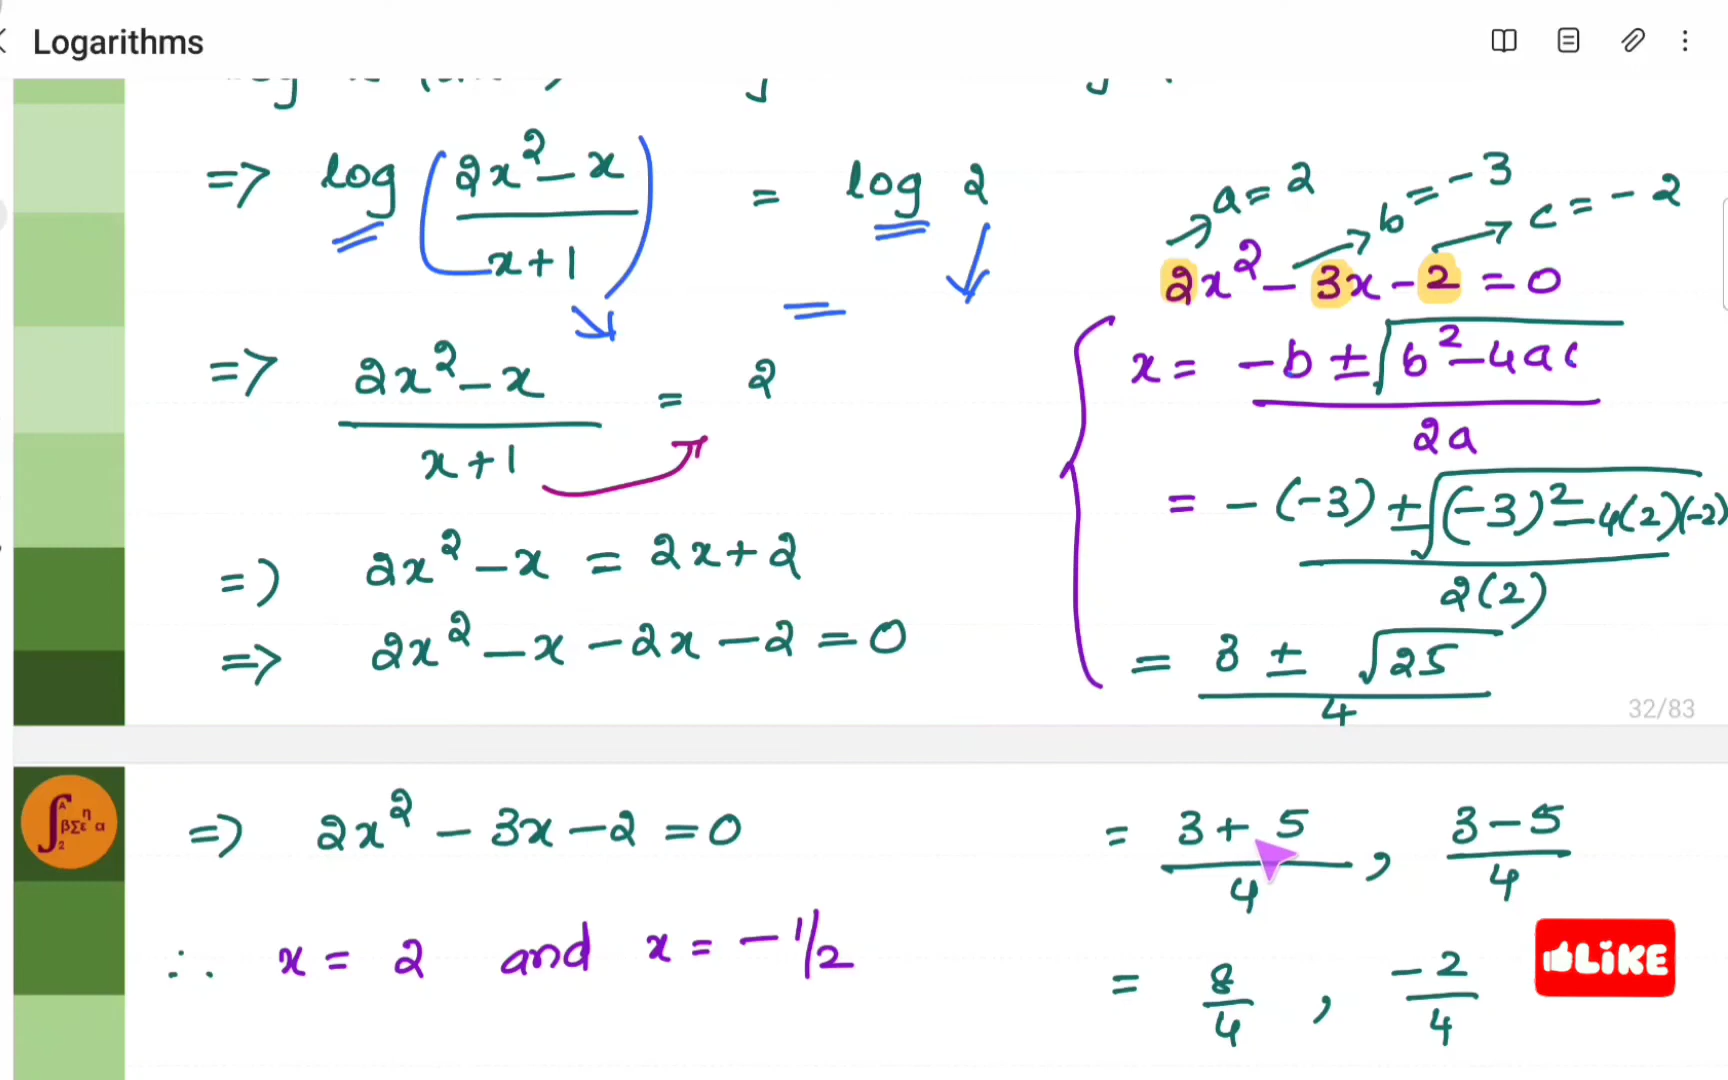 Logarithms
=> log (2x² - x / x+1) = log 2
=> 2x² - x / x+1 = 2
=> 2x² - x = 2x + 2
=> 2x² - x - 2x - 2 = 0
a = 2 b = -3 c = -2
2x² - 3x - 2 = 0
x = -b ± √b² - 4ac / 2a
= -(-3) ± √(-3)² - 4(2)(-2) / 2(2)
= 3 ± √25 / 4
32/83
=> 2x² - 3x - 2 = 0
∴ x = 2 and x = -1/2
= 3 + 5 / 4 , 3 - 5 / 4
= 8/4 , -2/4
LiKE